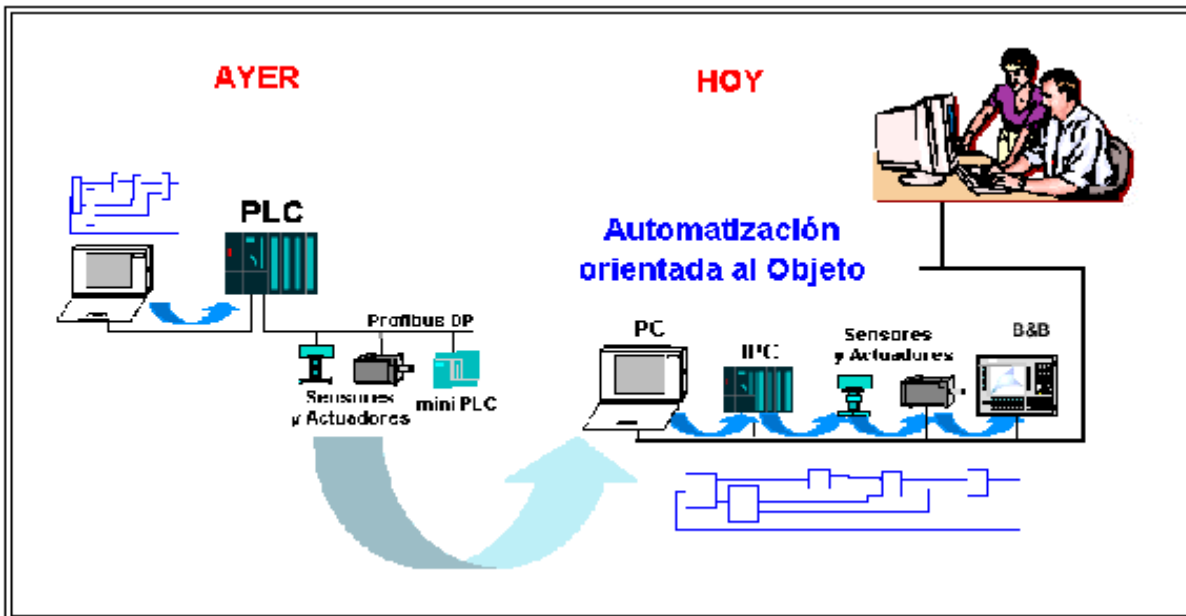 AYER
HOY
PLC
Automatización
orientada al Objeto
Profibus DP
Sensores
y Actuadores
mini PLC
PC
IPC
Sensores
y Actuadores
B&B